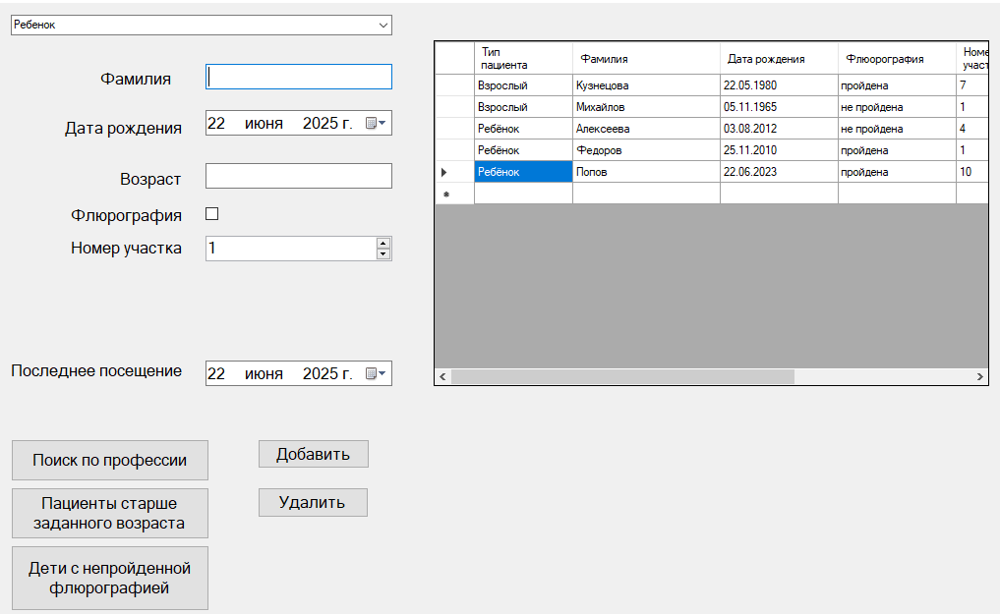 Ребенок
Фамилия
Дата рождения
22 июня 2025 г.
Возраст
Флюрография
Номер участка
1
Последнее посещение
22 июня 2025 г.
Поиск по профессии
Пациенты старше
заданного возраста
Дети с непройденной
флюрографией
Добавить
Удалить
Тип
пациента
Фамилия
Дата рождения
Флюорография
Номе
участ
Взрослый Кузнецова 22.05.1980 пройдена 7
Взрослый Михайлов 05.11.1965 не пройдена 1
Ребёнок Алексеева 03.08.2012 не пройдена 4
Ребёнок Федоров 25.11.2010 пройдена 1
Ребёнок Попов 22.06.2023 пройдена 10